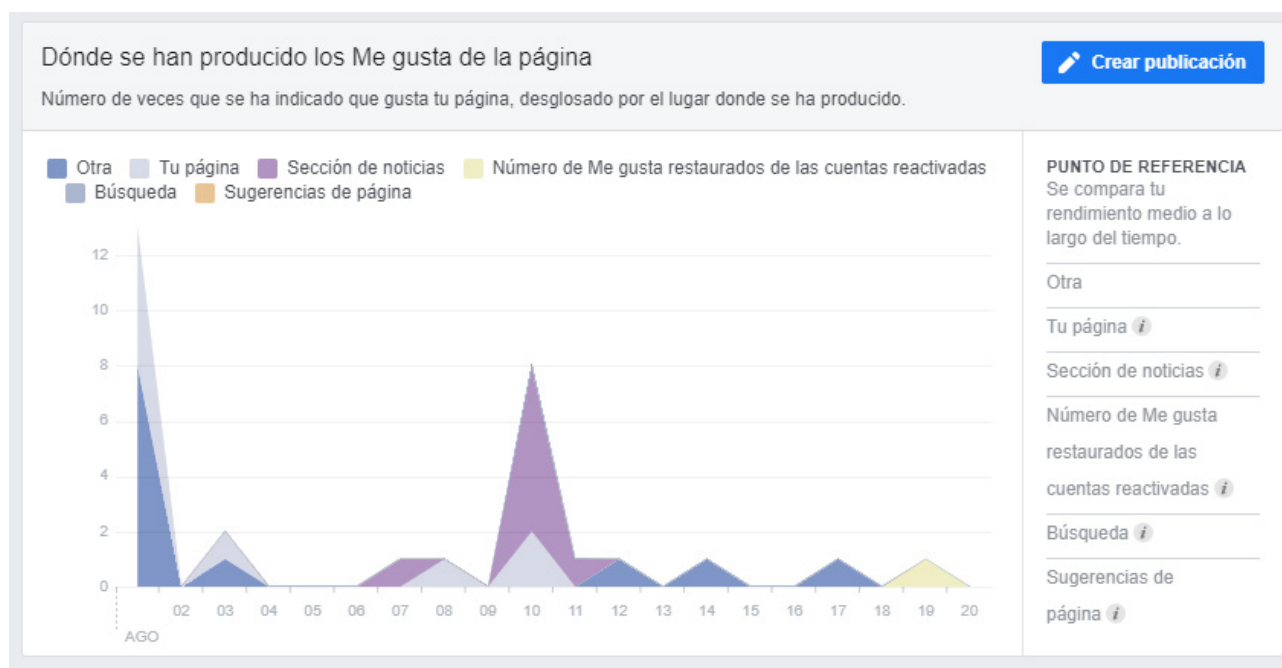 Dónde se han producido los Me gusta de la página
Crear publicación
Número de veces que se ha indicado que gusta tu página, desglosado por el lugar donde se ha producido.
Otra Tu página Sección de noticias Número de Me gusta restaurados de las cuentas reactivadas
Búsqueda Sugerencias de página
12
10
8
6
4
2
0
02 03 04 05 06 07 08 09 10 11 12 13 14 15 16 17 18 19 20
AGO
PUNTO DE REFERENCIA
Se compara tu
rendimiento medio a lo
largo del tiempo.
Otra
Tu página i
Sección de noticias i
Número de Me gusta
restaurados de las
cuentas reactivadas i
Búsqueda i
Sugerencias de
página i